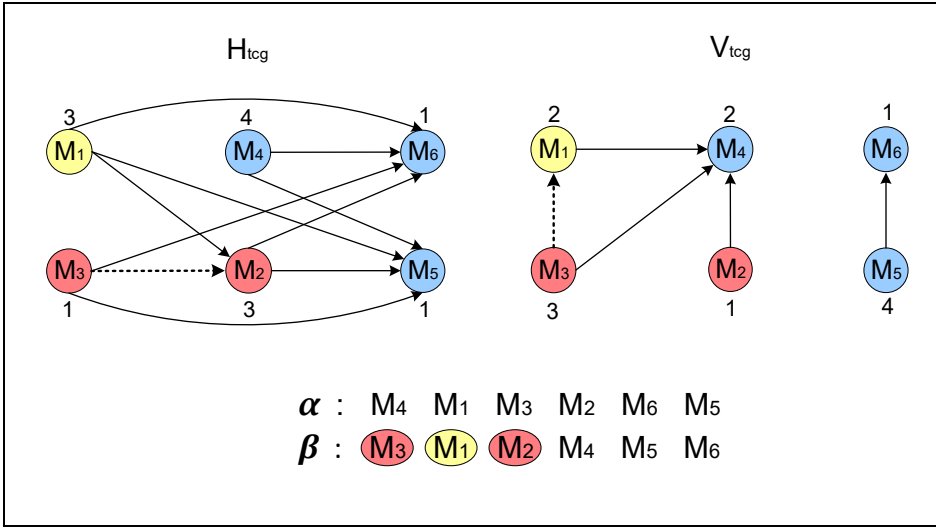 Htcg Vtcg
3 4 1 2 2 1
M1 M4 M6 M1 M4 M6
M3 M2 M5 M3 M2 M5
1 3 1 3 1 4
α : M4 M1 M3 M2 M6 M5
β : M3 M1 M2 M4 M5 M6